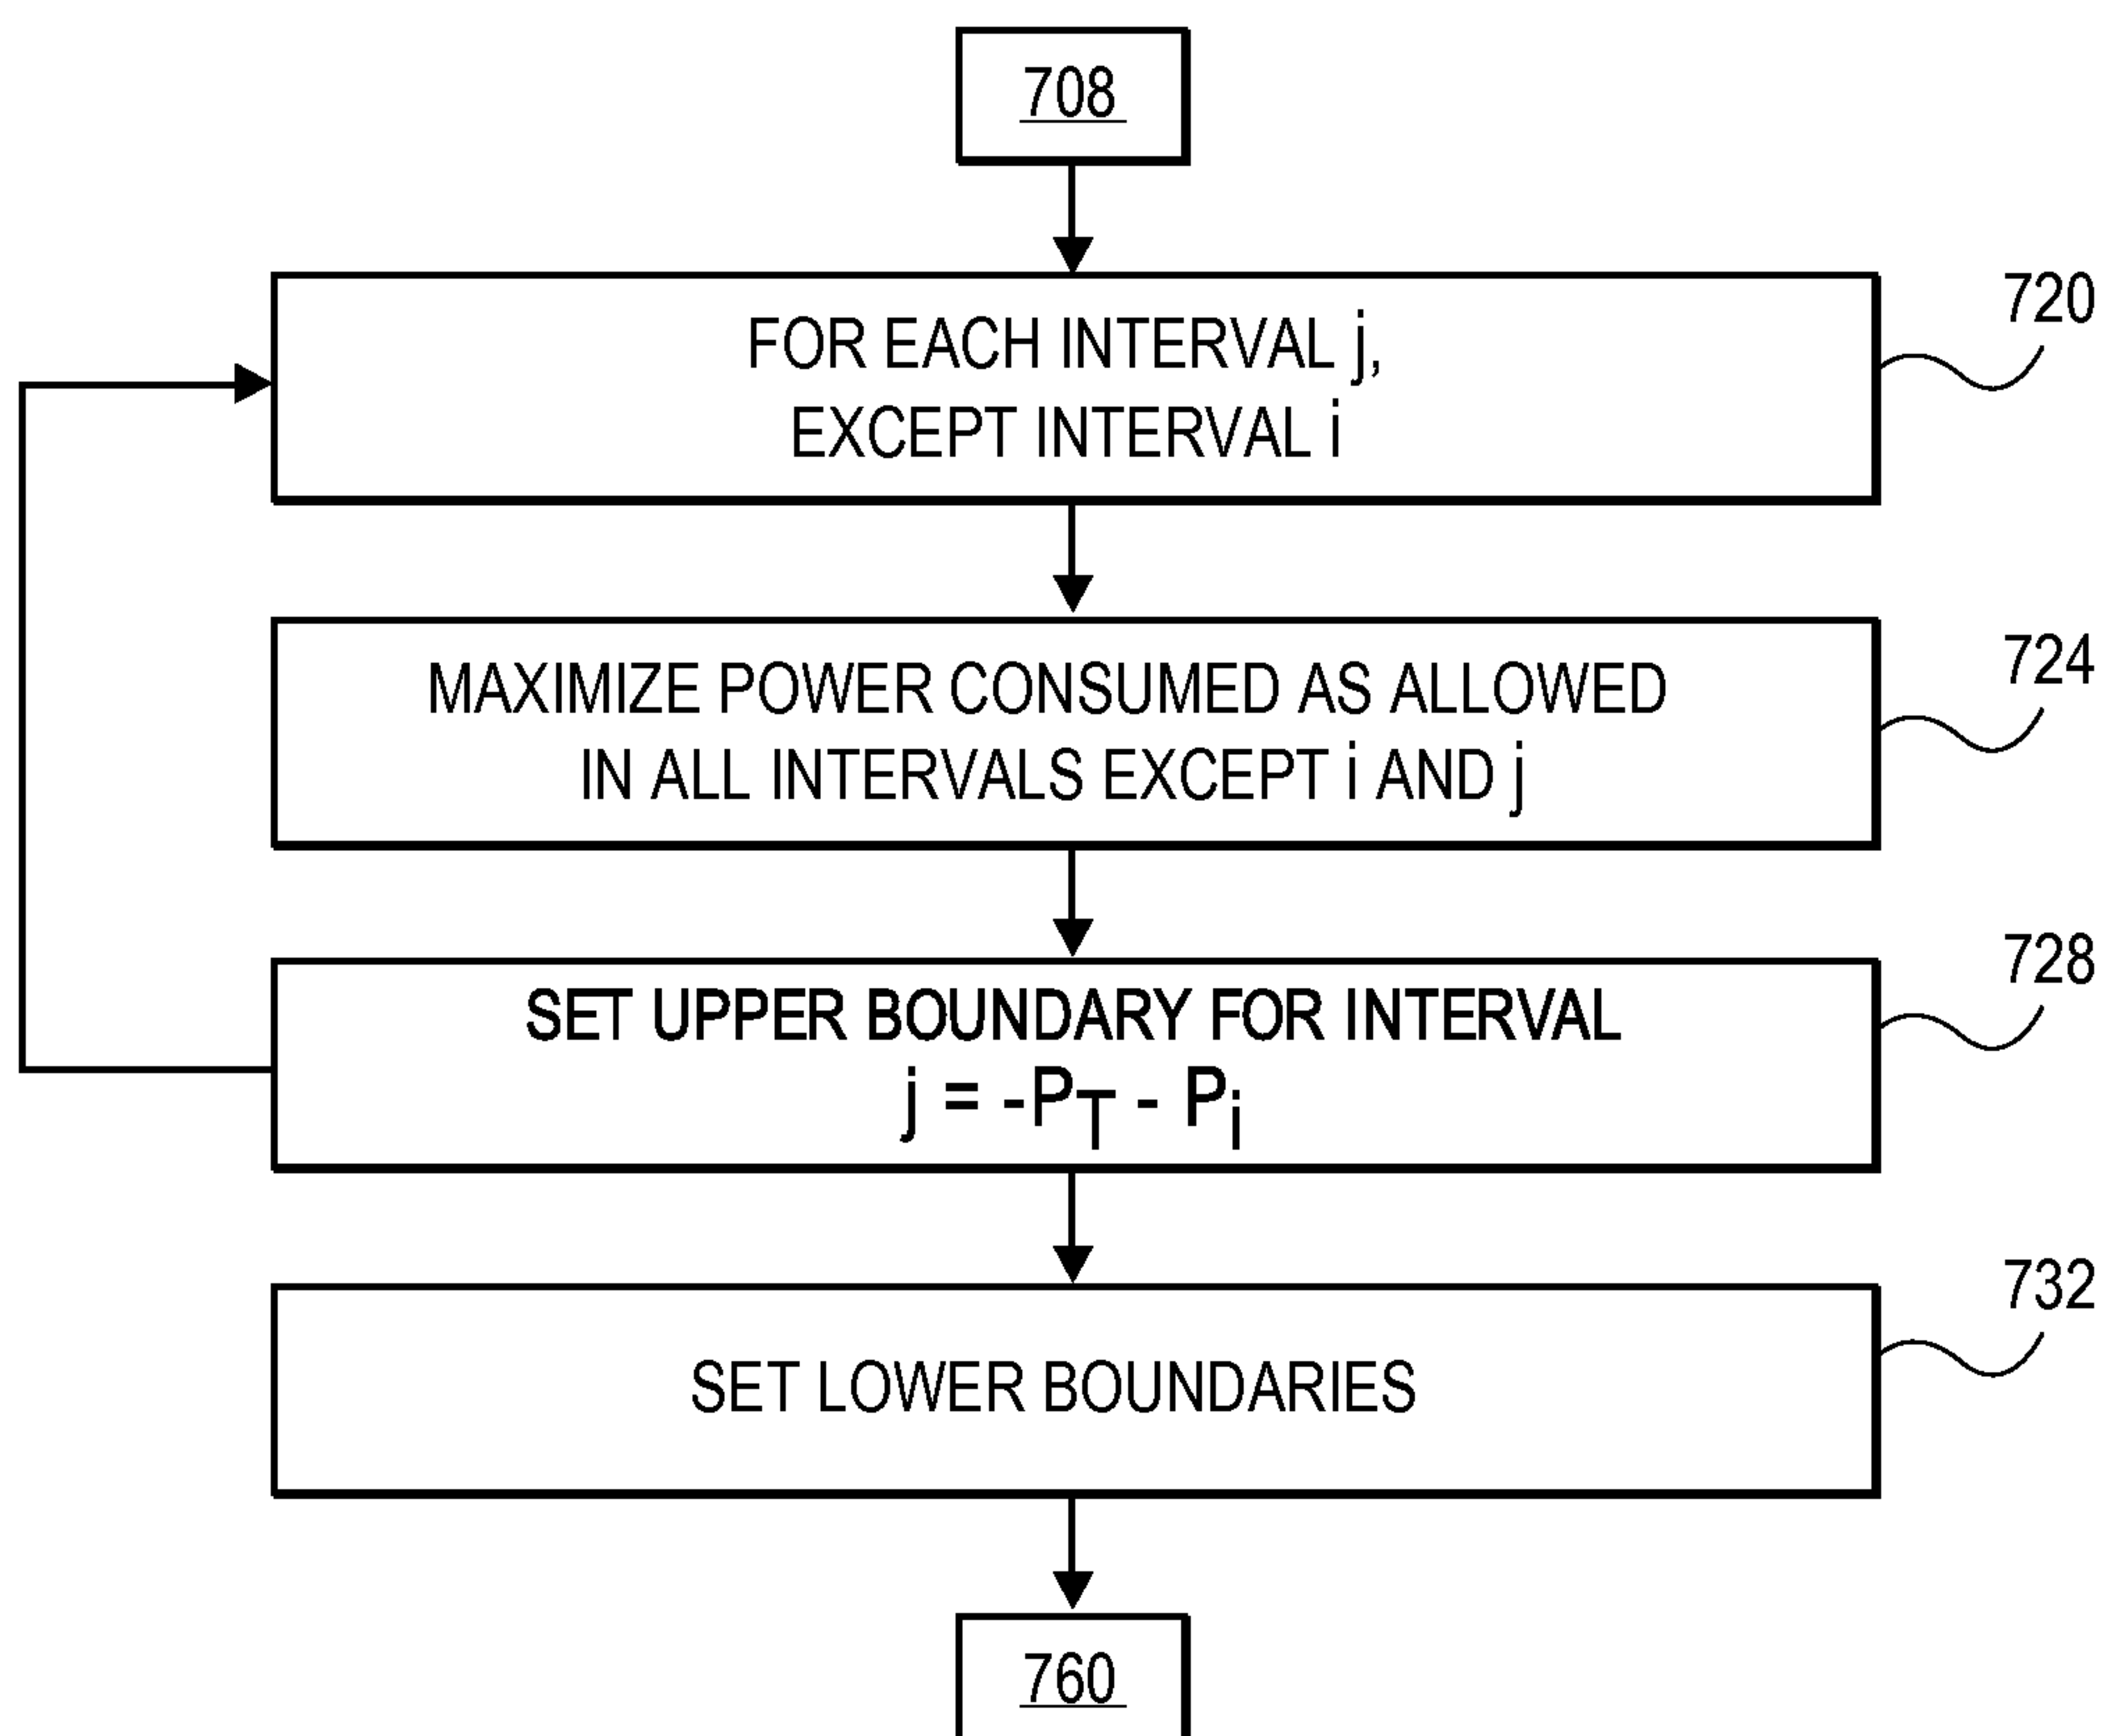 708
FOR EACH INTERVAL j,
EXCEPT INTERVAL i
720
MAXIMIZE POWER CONSUMED AS ALLOWED
IN ALL INTERVALS EXCEPT i AND j
724
SET UPPER BOUNDARY FOR INTERVAL
j = -PT - Pi
728
SET LOWER BOUNDARIES
732
760